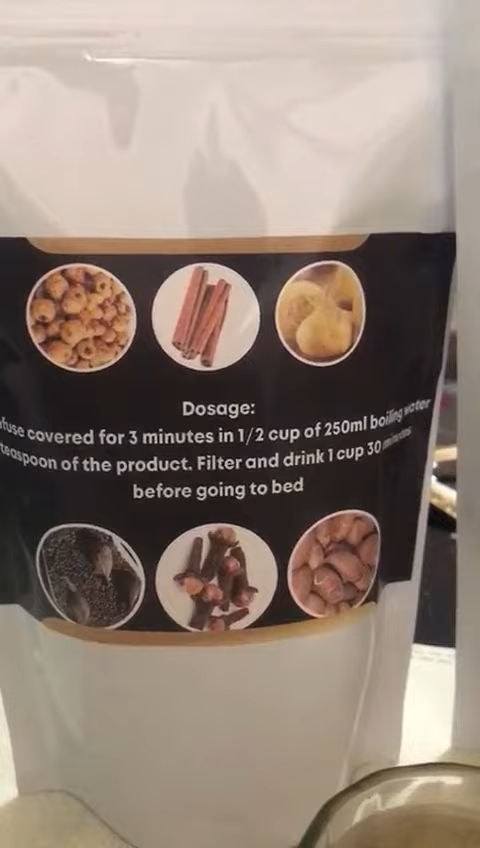 Dosage:
fuse covered for 3 minutes in 1/2 cup of 250ml boiling water
teaspoon of the product. Filter and drink 1 cup 30 minutes
before going to bed